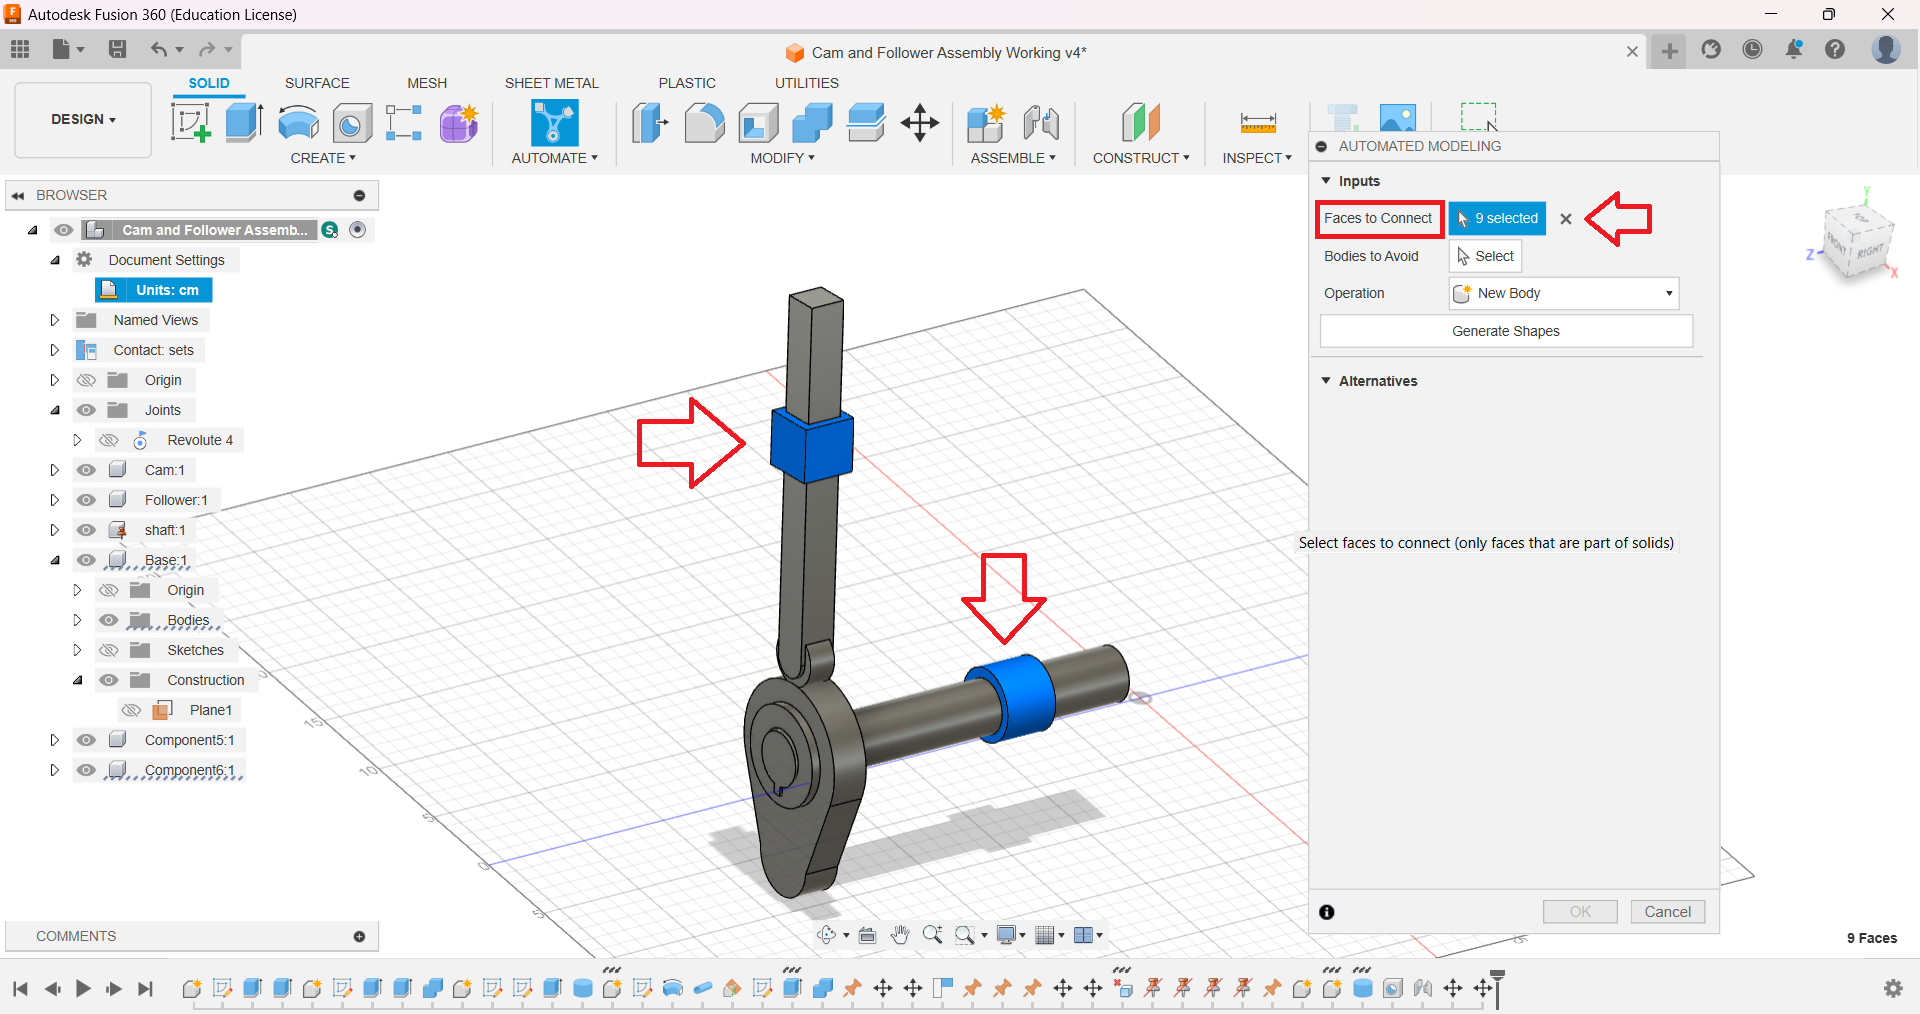 Autodesk Fusion 360 (Education License)
Cam and Follower Assembly Working v4*
DESIGN
SOLID SURFACE MESH SHEET METAL PLASTIC UTILITIES
CREATE AUTOMATE MODIFY ASSEMBLE CONSTRUCT INSPECT
BROWSER
Cam and Follower Assemb...
S
Document Settings
Units: cm
Named Views
Contact: sets
Origin
Joints
Revolute 4
Cam:1
Follower:1
shaft:1
Base:1
Origin
Bodies
Sketches
Construction
Plane1
Component5:1
Component6:1
COMMENTS
15
10
5
0
5
AUTOMATED MODELING
Inputs
Faces to Connect 9 selected
Bodies to Avoid Select
Operation New Body
Generate Shapes
Alternatives
Select faces to connect (only faces that are part of solids)
OK Cancel
9 Faces
TOP
FRONT
RIGHT
Y
Z
X